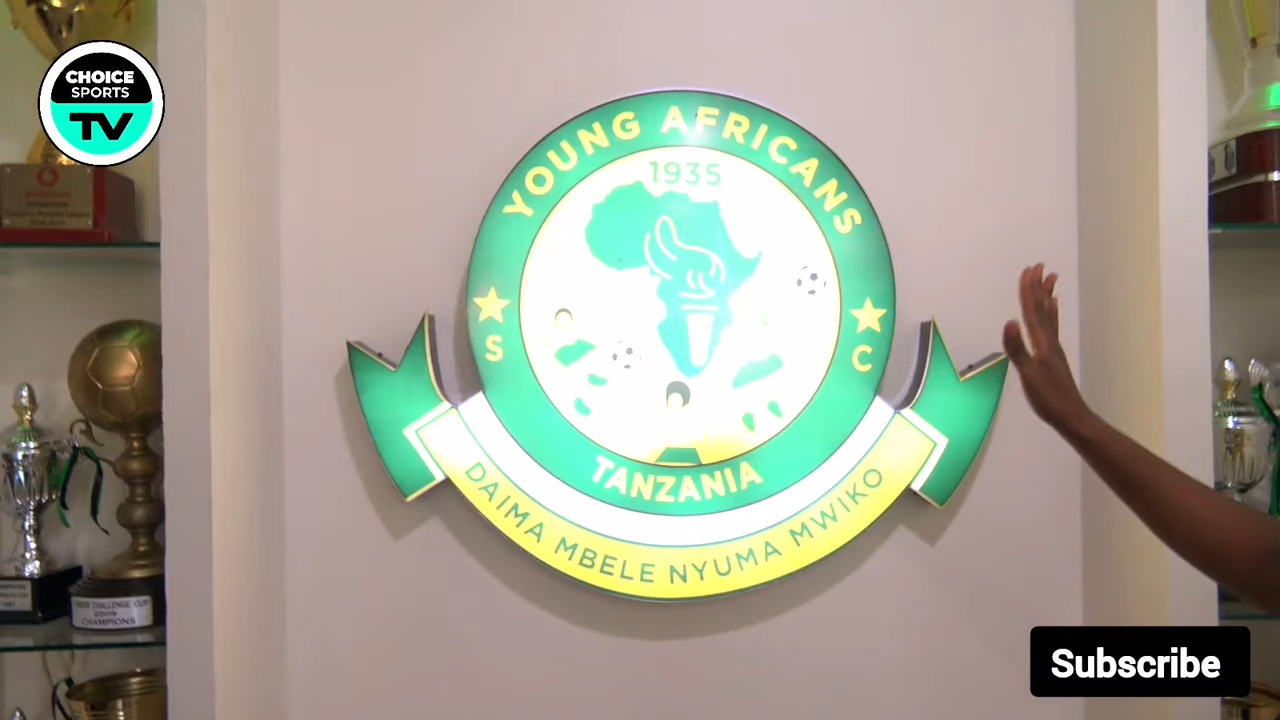 CHOICE
SPORTS
TV
YOUNG AFRICANS
1935
S
C
TANZANIA
DAIMA MBELE NYUMA MWIKO
CHALLENGE CUP
2009
CHAMPIONS
Subscribe